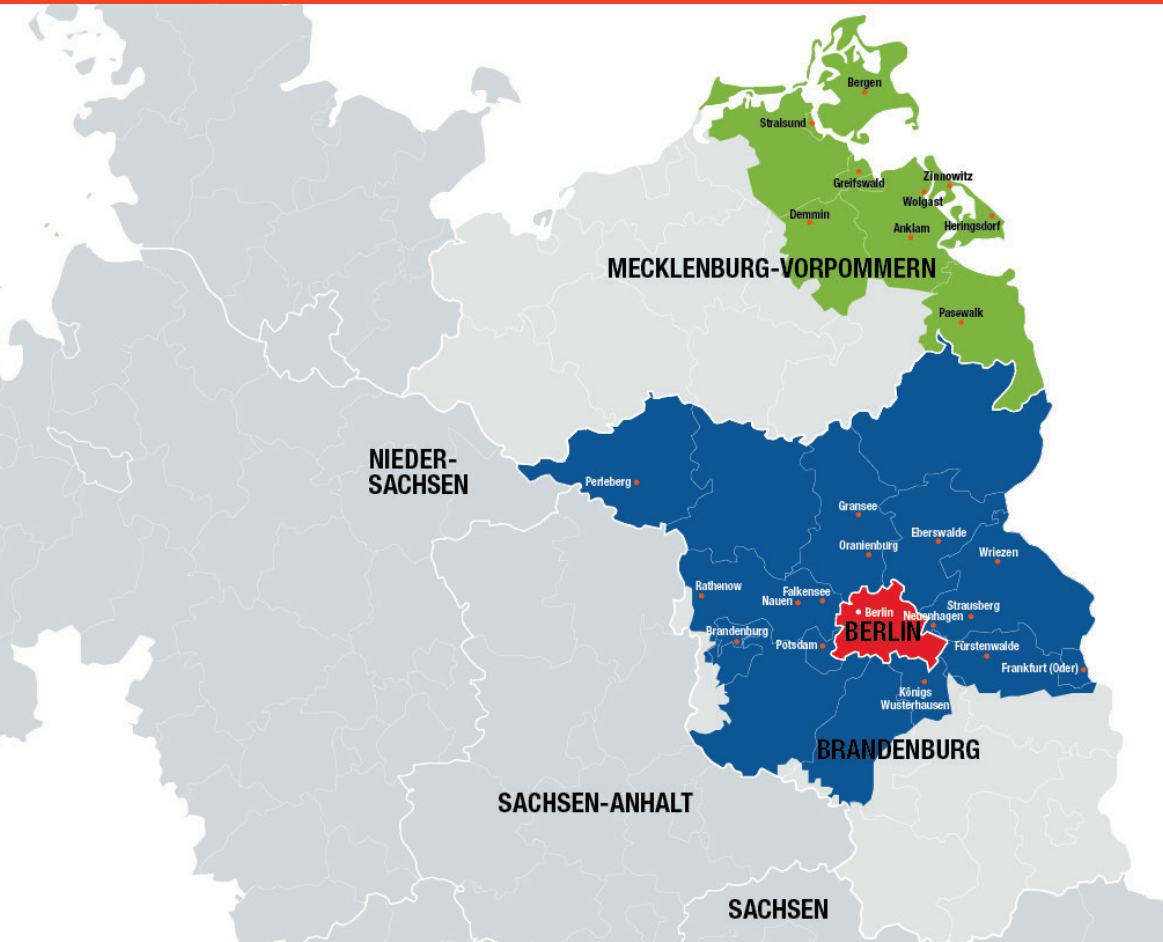 Bergen
Stralsund
Zinnowitz
Greifswald
Wolgast
Demmin
Anklam
Heringsdorf
MECKLENBURG-VORPOMMERN
Pasewalk
NIEDER-
SACHSEN
Perleberg
Gransee
Eberswalde
Oranienburg
Wriezen
Rathenow
Falkensee
Nauen
Berlin
Strausberg
Neuenhagen
Brandenburg
BERLIN
Potsdam
Fürstenwalde
Frankfurt (Oder)
Königs
Wusterhausen
BRANDENBURG
SACHSEN-ANHALT
SACHSEN